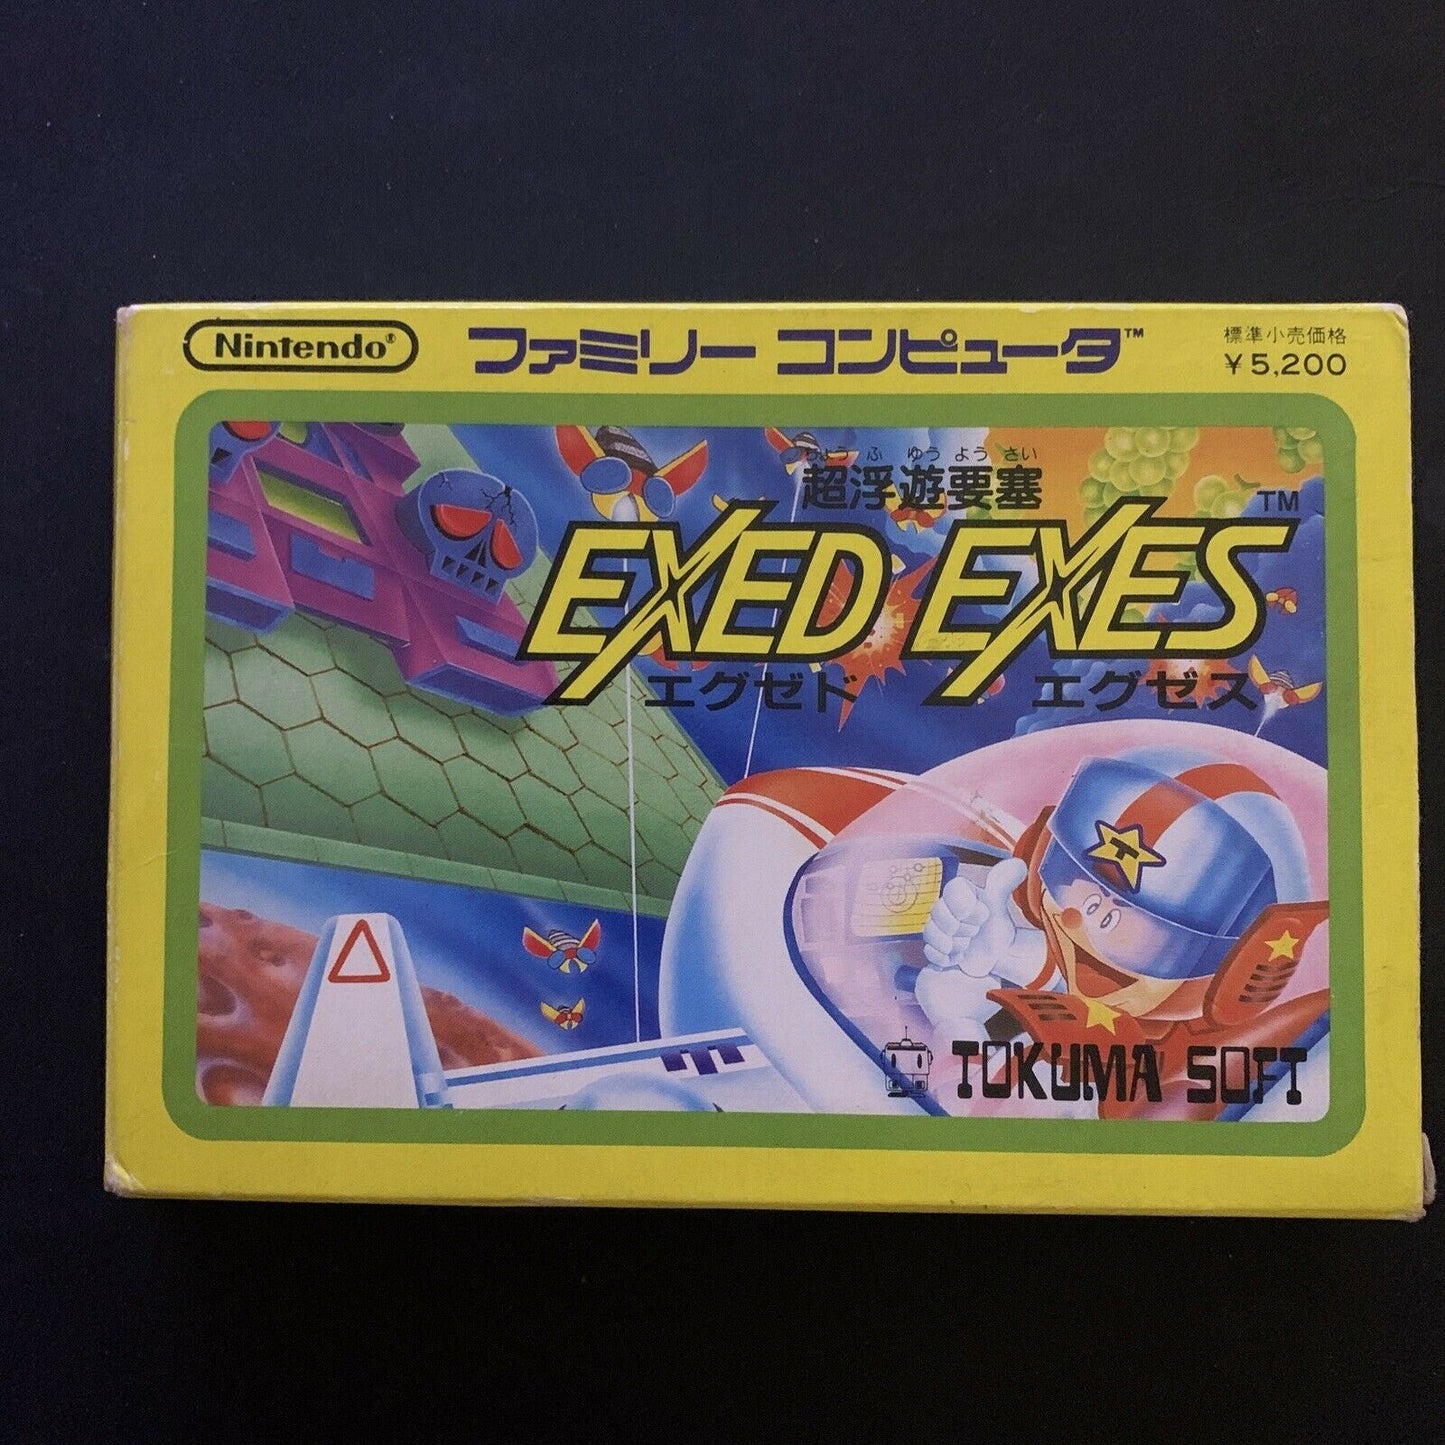 Nintendo®
ファミリー コンピュータ™
標準小売価格
¥5,200
ちょう ふ ゆう よう さい
超浮遊要塞
EXED EXES™
エグゼド エグゼス
T
TOKUMA SOFT